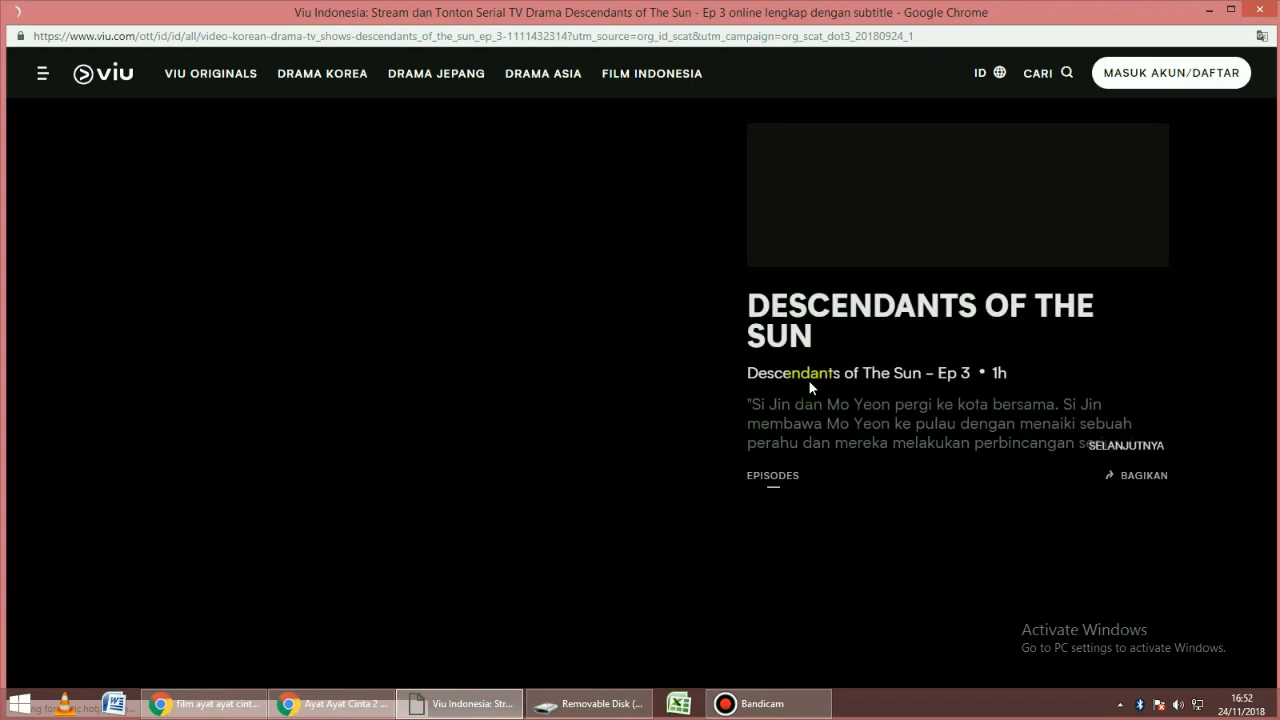 Viu Indonesia: Stream dan Tonton Serial TV Drama Descendants of The Sun - Ep 3 online lengkap dengan subtitle - Google Chrome
https://www.viu.com/ott/id/id/all/video-korean-drama-tv_shows-descendants_of_the_sun_ep_3-1111432314?utm_source=org_id_scat&utm_campaign=org_scat_dot3_20180924_1
viu VIU ORIGINALS DRAMA KOREA DRAMA JEPANG DRAMA ASIA FILM INDONESIA ID CARI MASUK AKUN/DAFTAR
DESCENDANTS OF THE
SUN
Descendants of The Sun - Ep 3 • 1h
"Si Jin dan Mo Yeon pergi ke kota bersama. Si Jin
membawa Mo Yeon ke pulau dengan menaiki sebuah
perahu dan mereka melakukan perbincangan
SELANJUTNYA
EPISODES BAGIKAN
Activate Windows
Go to PC settings to activate Windows.
film ayat ayat cint... Ayat Ayat Cinta 2 ... Viu Indonesia: Str... Removable Disk (... Bandicam 16:52
24/11/2018